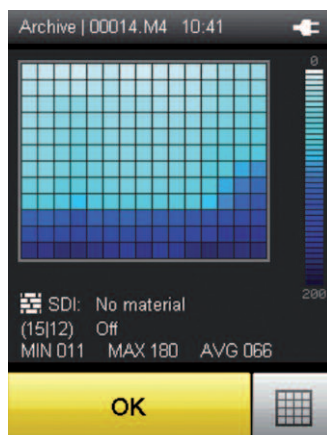 Archive | 00014.M4 10:41
0
200
SDI: No material
(15|12) Off
MIN 011 MAX 180 AVG 066
OK